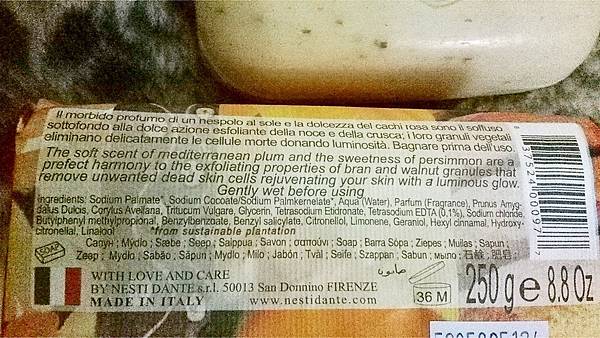 Il morbido profumo di un nespolo al sole e la dolcezza del cachi rosa sono il soffuso
sottofondo alla dolce azione esfoliante della noce e della crusca; i loro granuli vegetali
eliminano delicatamente le cellule morte donando luminosità. Bagnare prima dell'uso.
The soft scent of mediterranean plum and the sweetness of persimmon are a
prefect harmony to the exfoliating properties of bran and walnut granules that
remove unwanted dead skin cells rejuvenating your skin with a luminous glow.
Gently wet before using
Ingredients: Sodium Palmate*, Sodium Cocoate/Sodium Palmkernelate*, Aqua (Water), Parfum (Fragrance), Prunus Amyg-
dalus Dulcis, Corylus Avellana, Triticum Vulgare, Glycerin, Tetrasodium Etidronate, Tetrasodium EDTA (0,1%), Sodium chloride,
Butylphenyl methylpropional, Benzylbenzoate, Benzyl salicylate, Citronellol, Limonene, Geraniol, Hexyl cinnamal, Hydroxy-
citronellal, Linalool *from sustainable plantation
Сапун ; Mýdlo ; Sæbe ; Seep ; Saippua ; Savon ; σαπούνι ; Soap ; Barra Sópa ; Ziepes ; Muilas ; Sapun ;
Zeep ; Mydło ; Sabão ; Săpun ; Mydlo ; Milo ; Jabón ; Tvål ; Seife ; Szappan ; Sabun ; мыло ; 石鹸 ; 肥皂 ;
صابون
SOAP
WITH LOVE AND CARE
BY NESTI DANTE s.r.l. 50013 San Donnino FIRENZE
MADE IN ITALY www.nestidante.com
36 M
250 g e 8.8 Oz